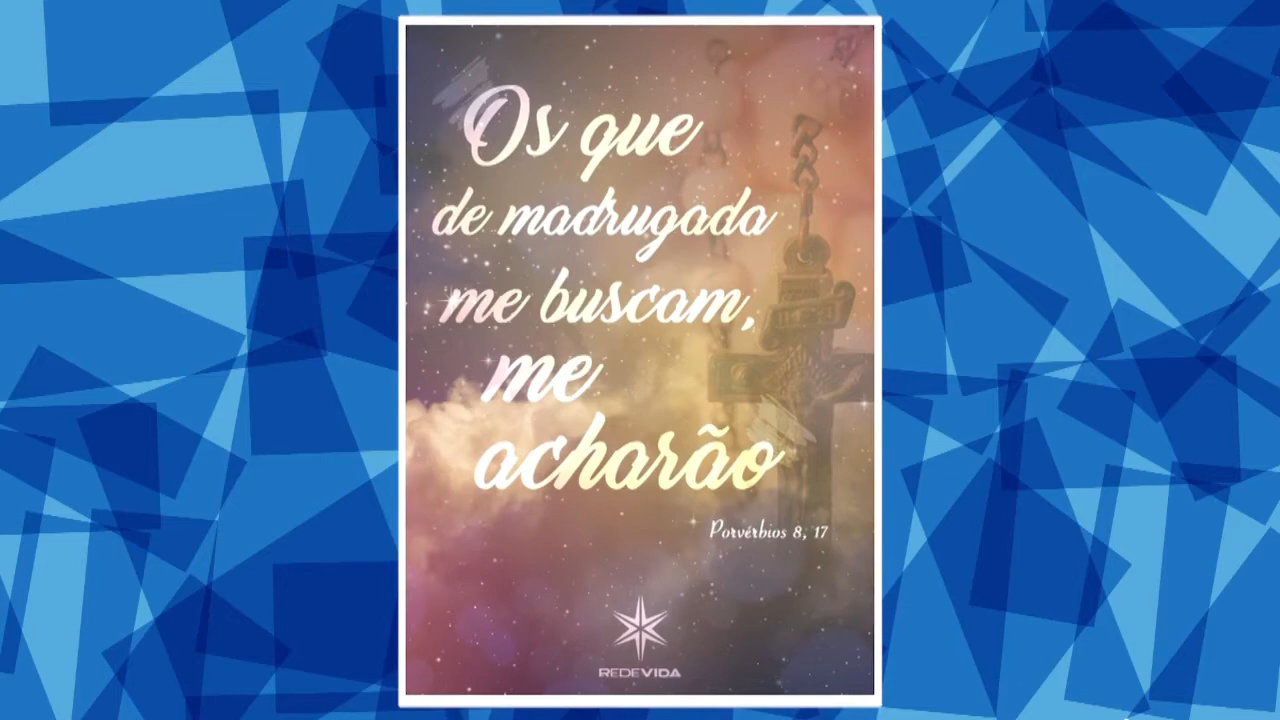 Os que
de madrugada
me buscam,
me
acharão
Porvérbios 8, 17
REDEVIDA